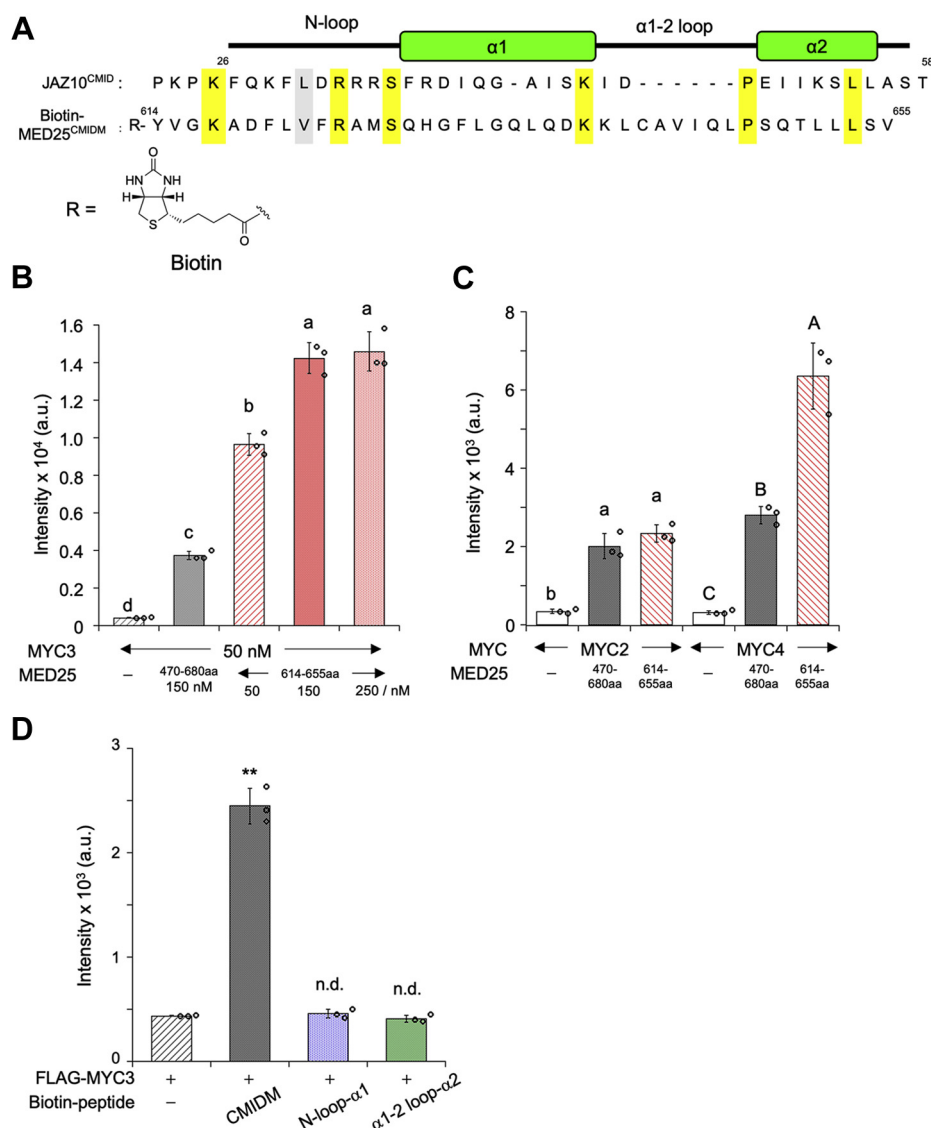 A
N-loop
α1
α1-2 loop
α2
26
58
JAZ10CMID :
P K P K F Q K F L D R R R S F R D I Q G - A I S K I D - - - - - - P E I I K S L L A S T
Biotin-
MED25CMIDM :
614
655
R-Y V G K A D F L V F R A M S Q H G F L G Q L Q D K K L C A V I Q L P S Q T L L L S V
R =
O
HN
NH
H
H
S
O
Biotin
B
Intensity x 10⁴ (a.u.)
1.6
1.4
1.2
1.0
0.8
0.6
0.4
0.2
0
d
c
b
a
a
MYC3
50 nM
MED25
–
470-680aa
150 nM
614-655aa
50
150
250 / nM
C
Intensity x 10³ (a.u.)
8
6
4
2
0
b
a
a
C
B
A
MYC
MYC2
MYC4
MED25
–
470-
680aa
614-
655aa
–
470-
680aa
614-
655aa
D
Intensity x 10³ (a.u.)
3
2
1
0
**
n.d.
n.d.
FLAG-MYC3
+
+
+
+
Biotin-peptide
–
CMIDM
N-loop-α1
α1-2 loop-α2